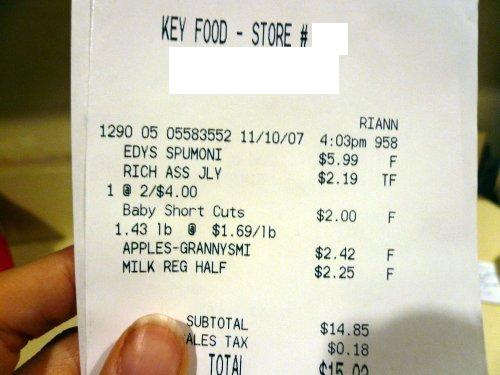 KEY FOOD - STORE #
RIANN
1290 05 05583552 11/10/07 4:03pm 958
EDYS SPUMONI $5.99 F
RICH ASS JLY $2.19 TF
1 @ 2/$4.00
Baby Short Cuts $2.00 F
1.43 lb @ $1.69/lb
APPLES-GRANNYSMI $2.42 F
MILK REG HALF $2.25 F
SUBTOTAL $14.85
ALES TAX $0.18
TOTAL $15.03